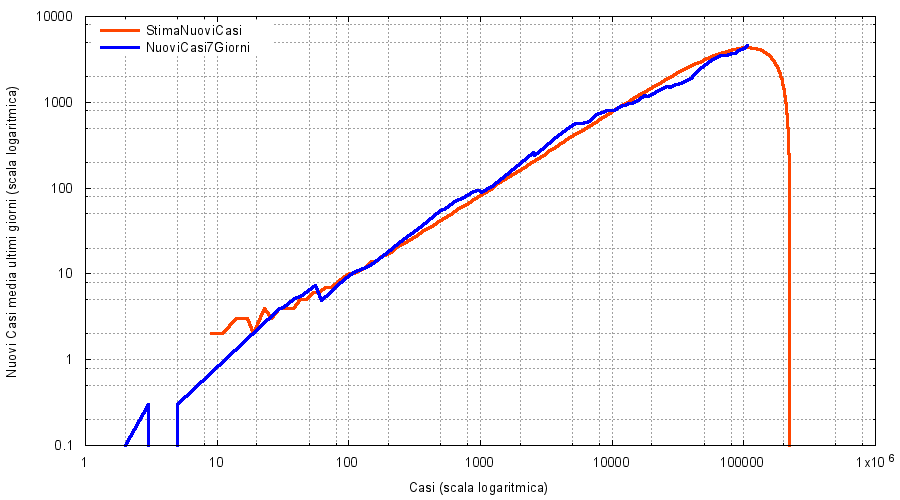 10000
1000
100
10
1
0.1
Nuovi Casi media ultimi giorni (scala logaritmica)
StimaNuoviCasi
NuoviCasi7Giorni
1 10 100 1000 10000 100000 1x10 6
Casi (scala logaritmica)